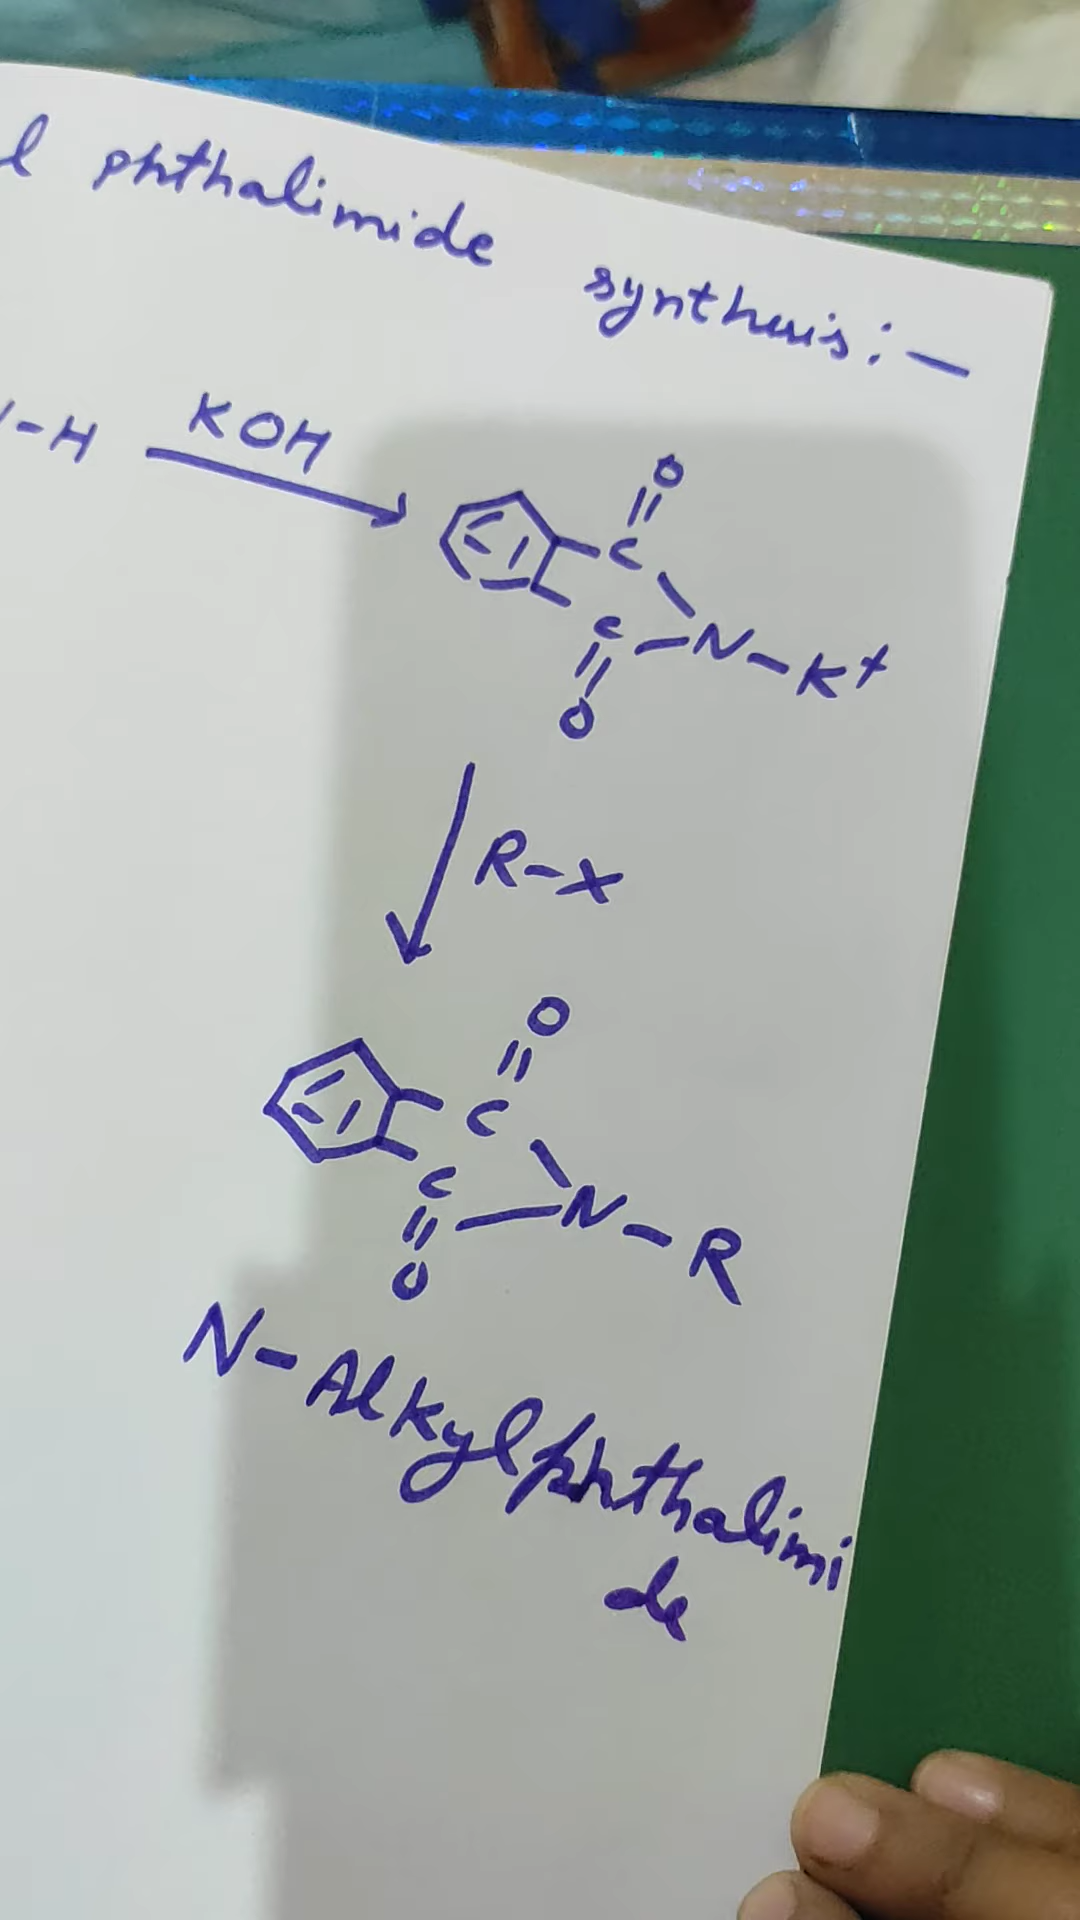 l phthalimide synthesis:—
-H KOH
O
||
C
C N-K+
||
O
R-X
O
||
C
C
|| N-R
O
N-Alkylphthalimi
de